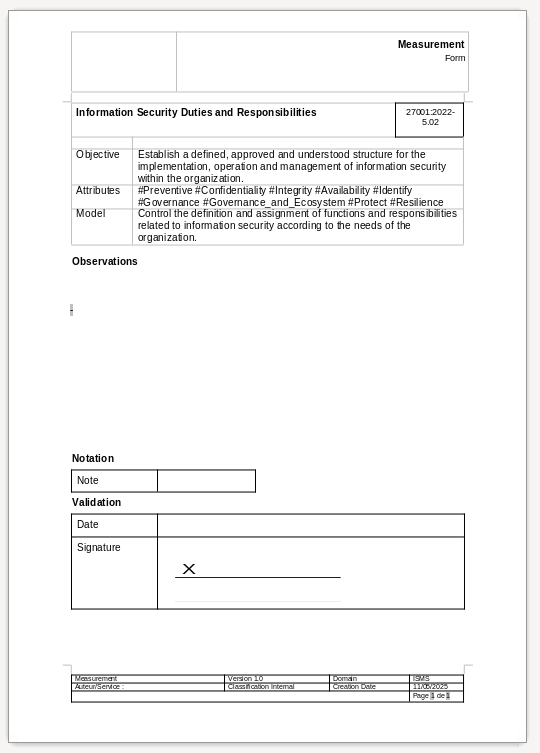 Measurement
Form
Information Security Duties and Responsibilities
27001:2022-
5.02
Objective
Establish a defined, approved and understood structure for the
implementation, operation and management of information security
within the organization.
Attributes
#Preventive #Confidentiality #Integrity #Availability #Identify
#Governance #Governance_and_Ecosystem #Protect #Resilience
Model
Control the definition and assignment of functions and responsibilities
related to information security according to the needs of the
organization.
Observations
-
Notation
Note
Validation
Date
Signature
X
Measurement Version 1.0 Domain ISMS
Auteur/Service : Classification Internal Creation Date 11/05/2025
Page 1 de 1